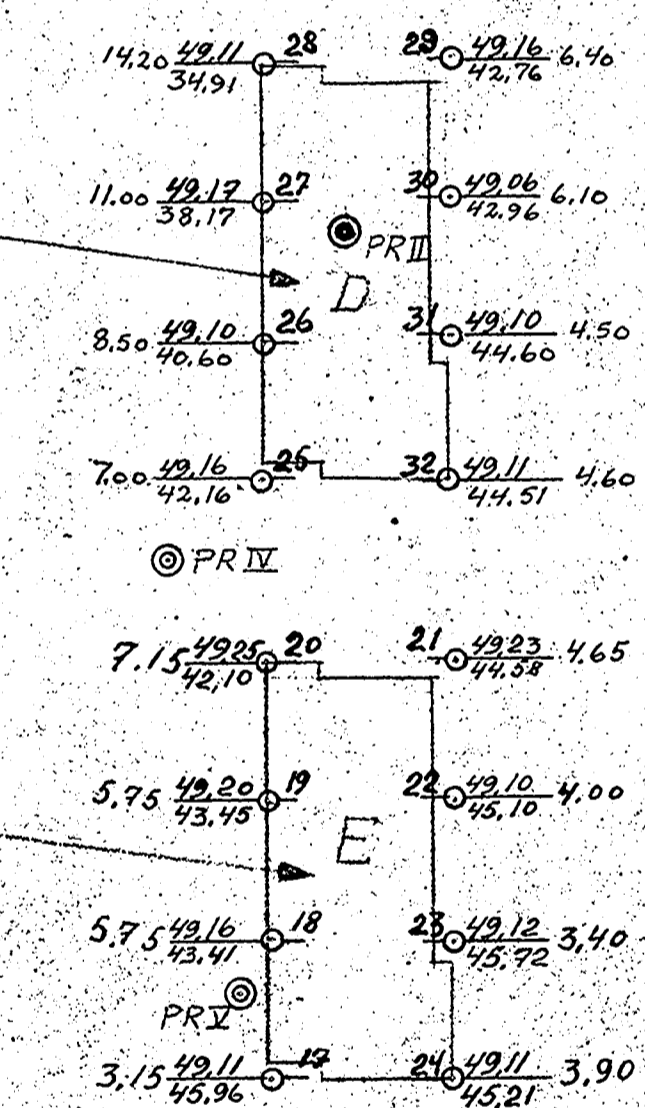 14.20 49.11 28 29 49.16 6.40
34.91 42.76
11.00 49.17 27 30 49.06 6.10
38.17 42.96
PR II
D
8.50 49.10 26 31 49.10 4.50
40.60 44.60
7.00 49.16 25 32 49.11 4.60
42.16 44.51
PR IV
7.15 49.25 20 21 49.23 4.65
42.10 44.58
5.75 49.20 19 22 49.10 4.00
43.45 45.10
E
5.75 49.16 18 23 49.12 3.40
43.41 45.72
PR V
3.15 49.11 17 24 49.11 3.90
45.96 45.21